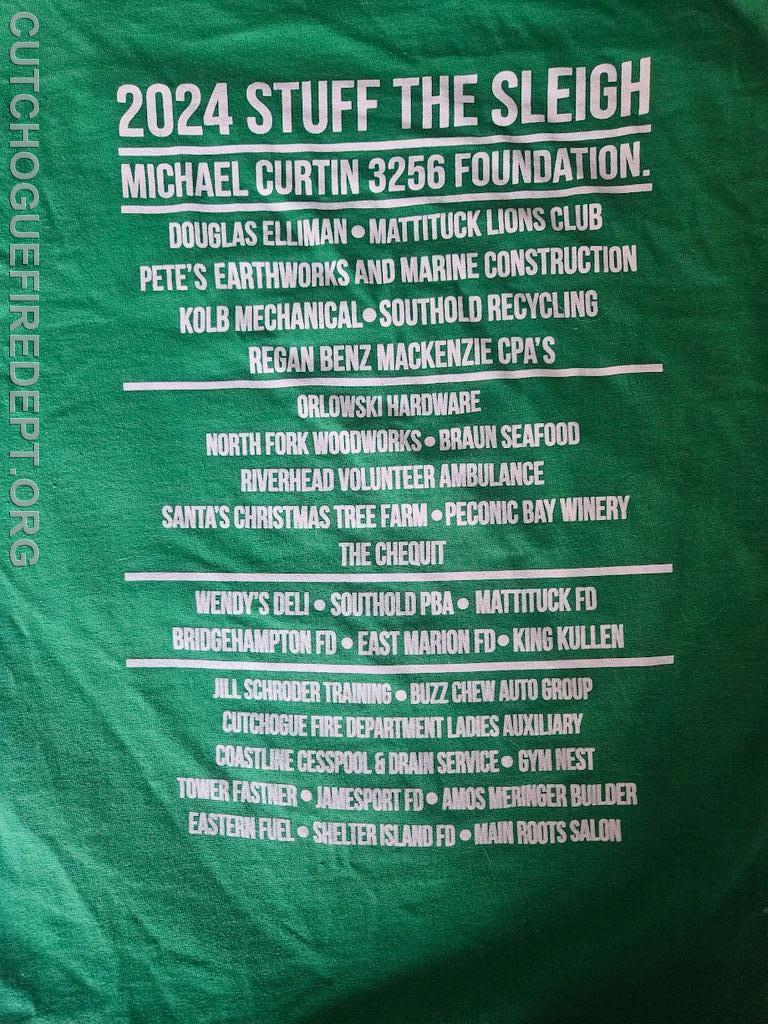 2024 STUFF THE SLEIGH
MICHAEL CURTIN 3256 FOUNDATION.
DOUGLAS ELLIMAN • MATTITUCK LIONS CLUB
PETE'S EARTHWORKS AND MARINE CONSTRUCTION
KOLB MECHANICAL • SOUTHOLD RECYCLING
REGAN BENZ MACKENZIE CPA'S
ORLOWSKI HARDWARE
NORTH FORK WOODWORKS • BRAUN SEAFOOD
RIVERHEAD VOLUNTEER AMBULANCE
SANTA'S CHRISTMAS TREE FARM • PECONIC BAY WINERY
THE CHEQUIT
WENDY'S DELI • SOUTHOLD PBA • MATTITUCK FD
BRIDGEHAMPTON FD • EAST MARION FD • KING KULLEN
JILL SCHRODER TRAINING • BUZZ CHEW AUTO GROUP
CUTCHOGUE FIRE DEPARTMENT LADIES AUXILIARY
COASTLINE CESSPOOL & DRAIN SERVICE • GYM NEST
TOWER FASTNER • JAMESPORT FD • AMOS MERINGER BUILDER
EASTERN FUEL • SHELTER ISLAND FD • MAIN ROOTS SALON
CUTCHOGUEFIREDEPT.ORG